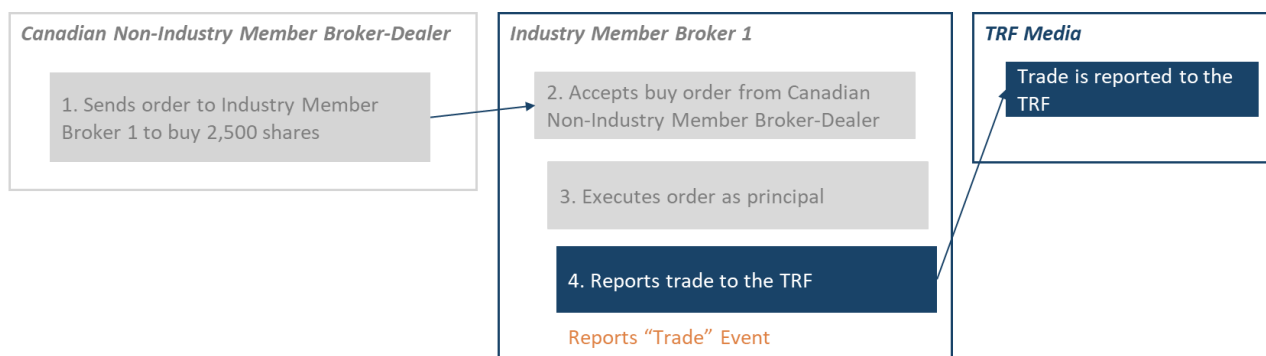 Canadian Non-Industry Member Broker-Dealer
1. Sends order to Industry Member
Broker 1 to buy 2,500 shares
Industry Member Broker 1
2. Accepts buy order from Canadian
Non-Industry Member Broker-Dealer
3. Executes order as principal
4. Reports trade to the TRF
Reports “Trade” Event
TRF Media
Trade is reported to the
TRF